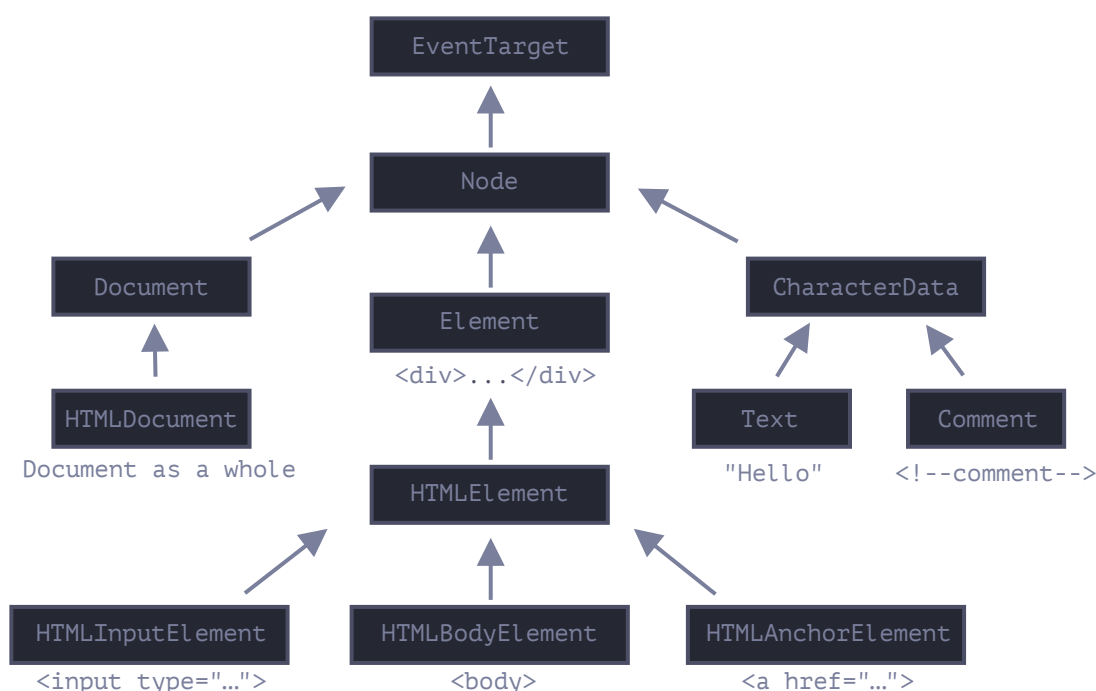 EventTarget
Node
Document
CharacterData
Element
<div>...</div>
HTMLDocument
Text
Comment
Document as a whole
"Hello"
<!--comment-->
HTMLElement
HTMLInputElement
HTMLBodyElement
HTMLAnchorElement
<input type="…">
<body>
<a href="…">